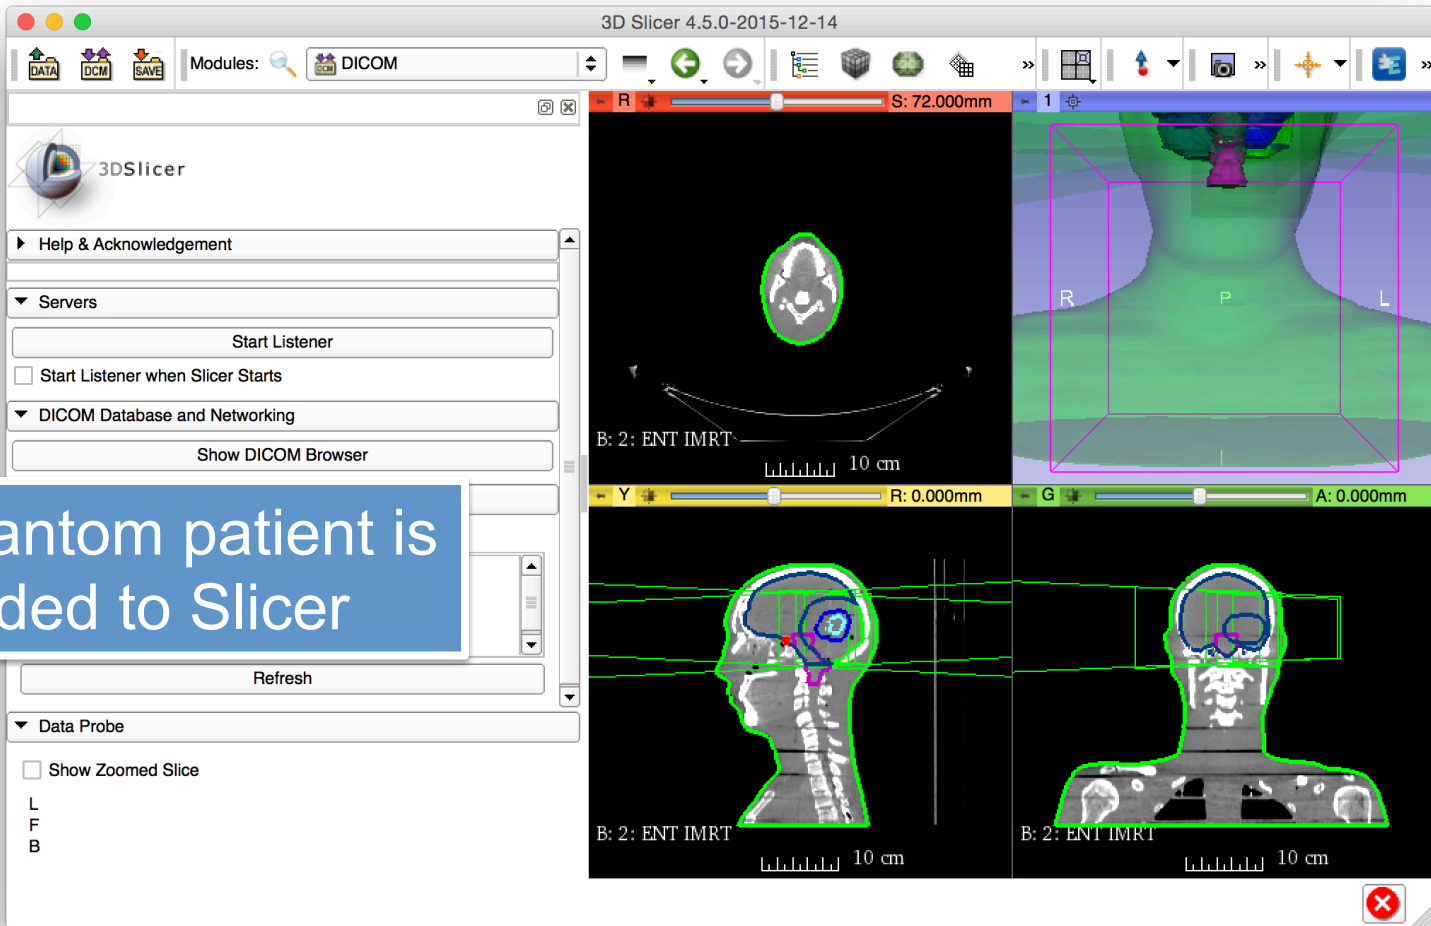 3D Slicer 4.5.0-2015-12-14
DATA
DCM
SAVE
Modules:
DCM
DICOM
»
»
»
3DSlicer
Help & Acknowledgement
Servers
Start Listener
Start Listener when Slicer Starts
DICOM Database and Networking
Show DICOM Browser
antom patient is
ded to Slicer
Refresh
Data Probe
Show Zoomed Slice
L
F
B
R
S: 72.000mm
B: 2: ENT IMRT
10 cm
1
R
P
L
I
Y
R: 0.000mm
B: 2: ENT IMRT
10 cm
G
A: 0.000mm
B: 2: ENT IMRT
10 cm